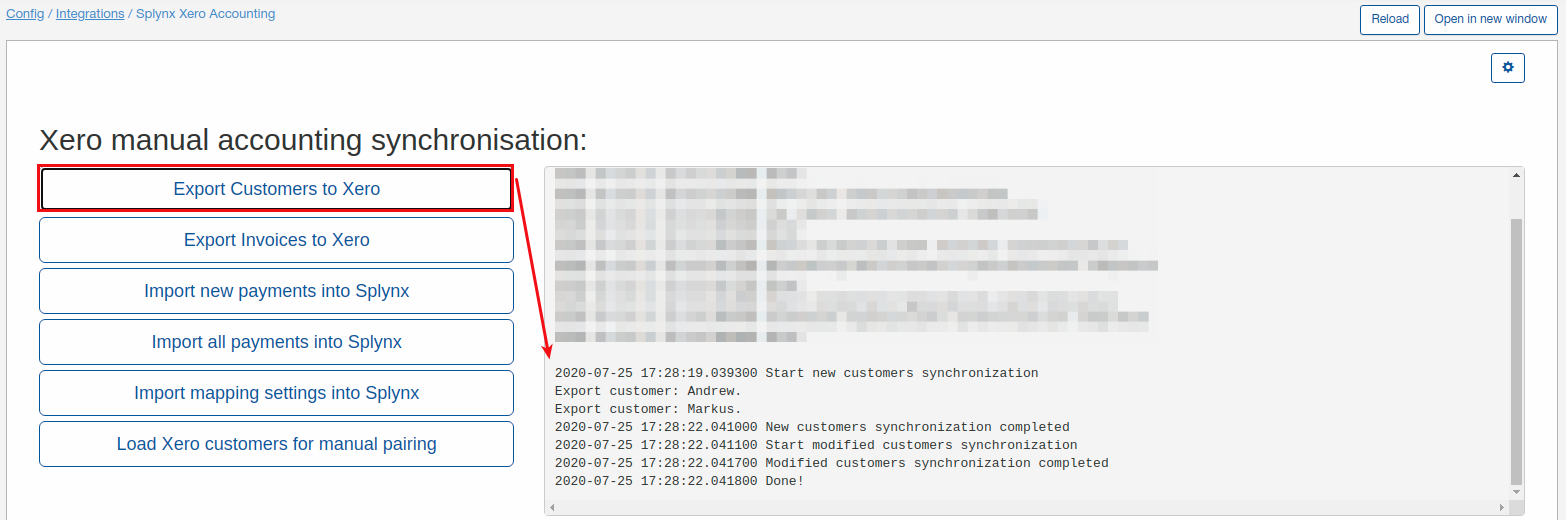 Config / Integrations / Splynx Xero Accounting
Reload
Open in new window
Xero manual accounting synchronisation:
Export Customers to Xero
Export Invoices to Xero
Import new payments into Splynx
Import all payments into Splynx
Import mapping settings into Splynx
Load Xero customers for manual pairing
2020-07-25 17:28:19.039300 Start new customers synchronization
Export customer: Andrew.
Export customer: Markus.
2020-07-25 17:28:22.041000 New customers synchronization completed
2020-07-25 17:28:22.041100 Start modified customers synchronization
2020-07-25 17:28:22.041700 Modified customers synchronization completed
2020-07-25 17:28:22.041800 Done!